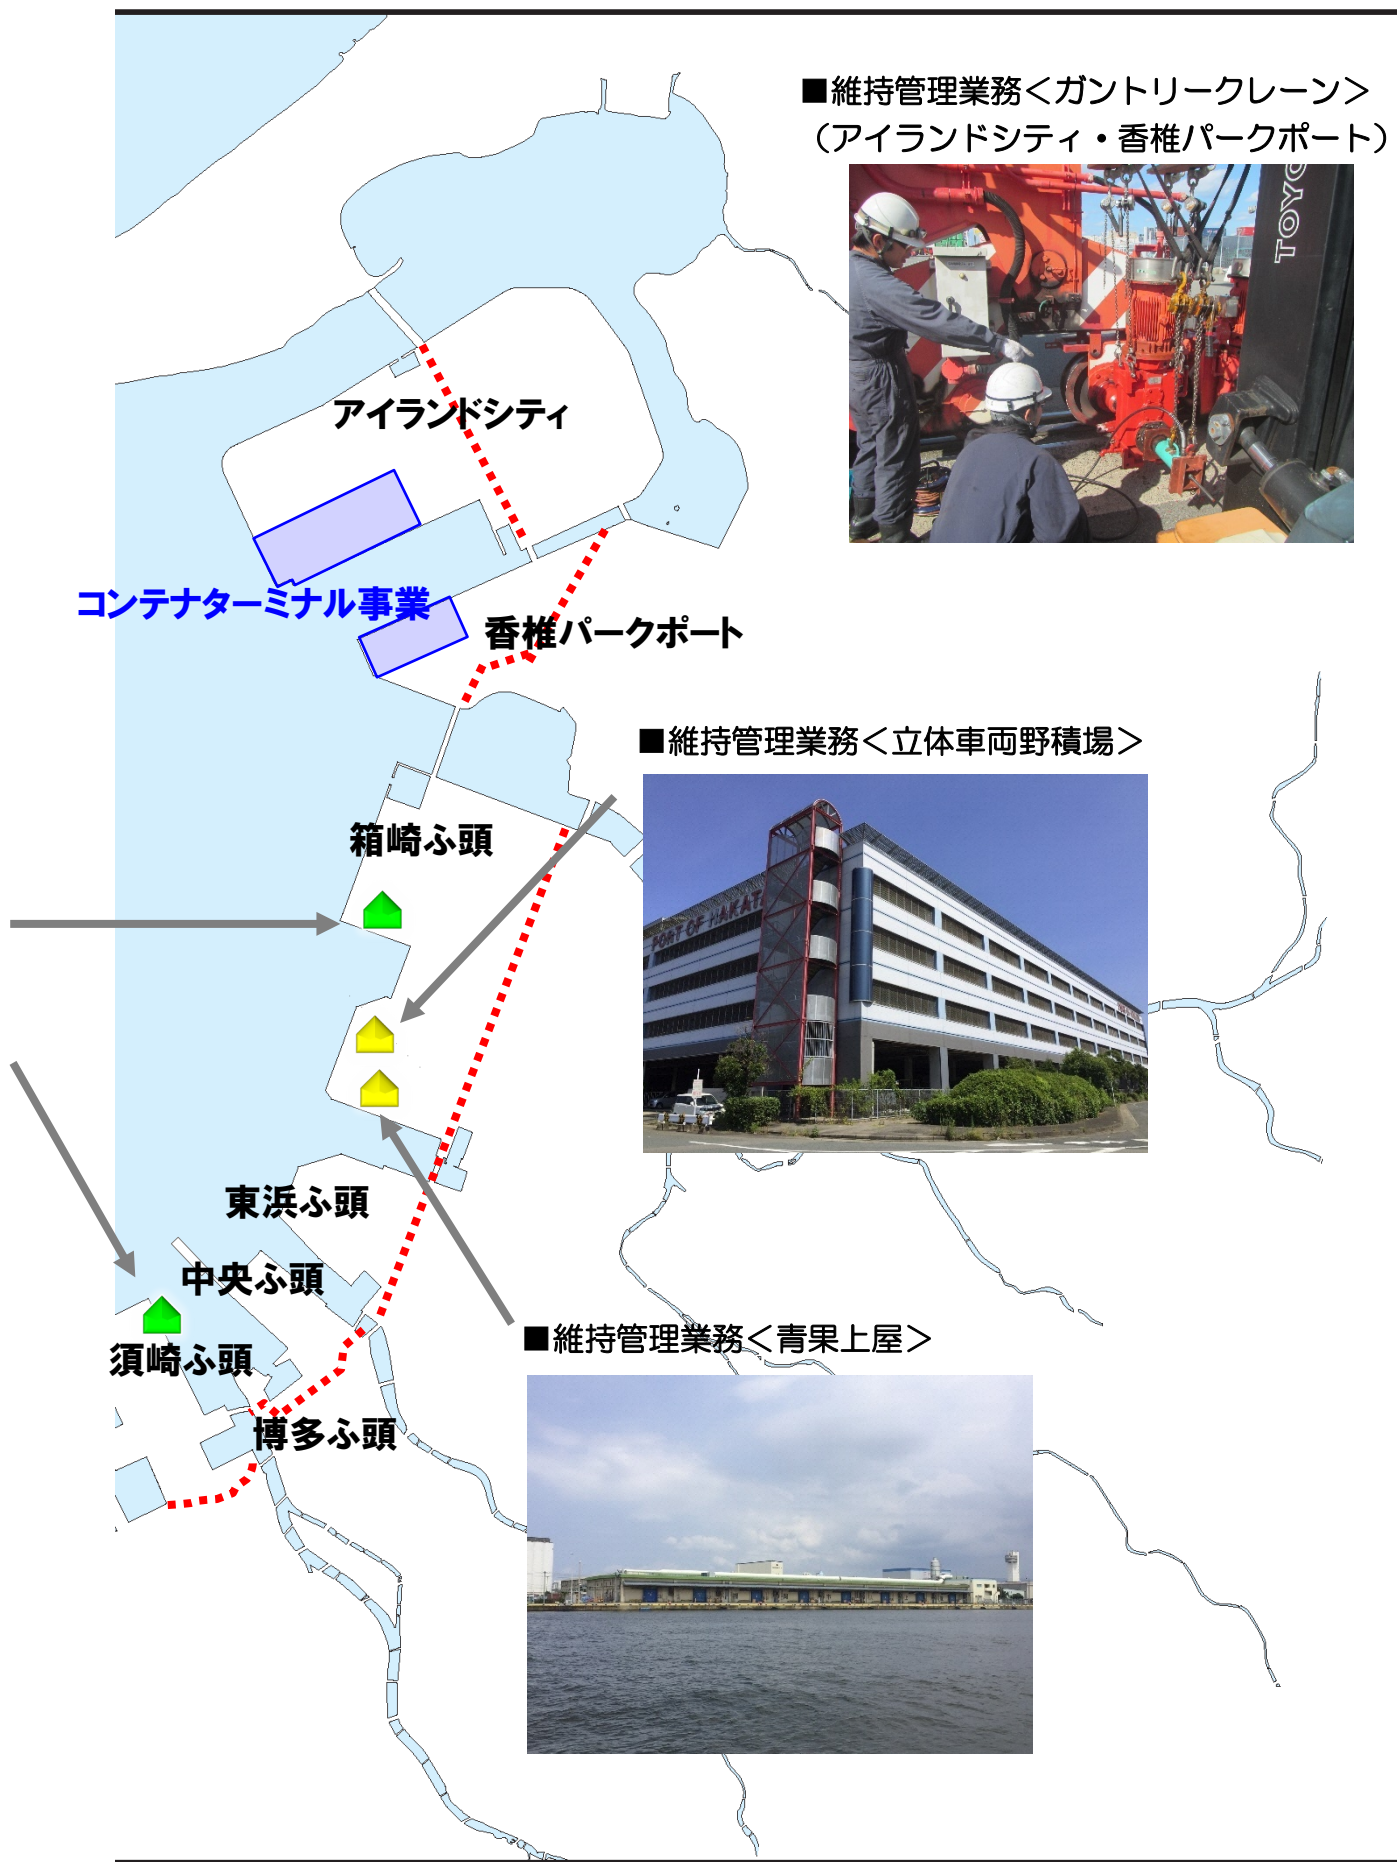 ■維持管理業務＜ガントリークレーン＞
（アイランドシティ・香椎パークポート）
TOYO
アイランドシティ
コンテナターミナル事業
香椎パークポート
■維持管理業務＜立体車両野積場＞
PORT OF HAKATA
箱崎ふ頭
東浜ふ頭
中央ふ頭
須崎ふ頭
■維持管理業務＜青果上屋＞
博多ふ頭